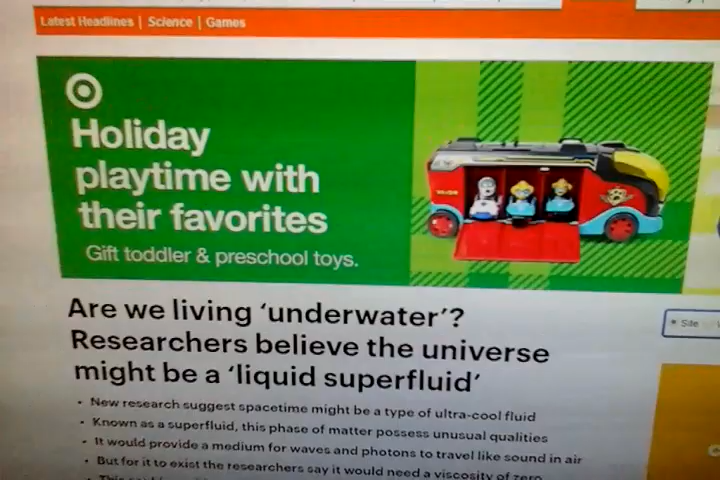 Latest Headlines | Science | Games
Holiday
playtime with
their favorites
Gift toddler & preschool toys.
Are we living ‘underwater’?
Researchers believe the universe
might be a ‘liquid superfluid’
• New research suggest spacetime might be a type of ultra-cool fluid
• Known as a superfluid, this phase of matter possess unusual qualities
• It would provide a medium for waves and photons to travel like sound in air
• But for it to exist the researchers say it would need a viscosity of zero
Site